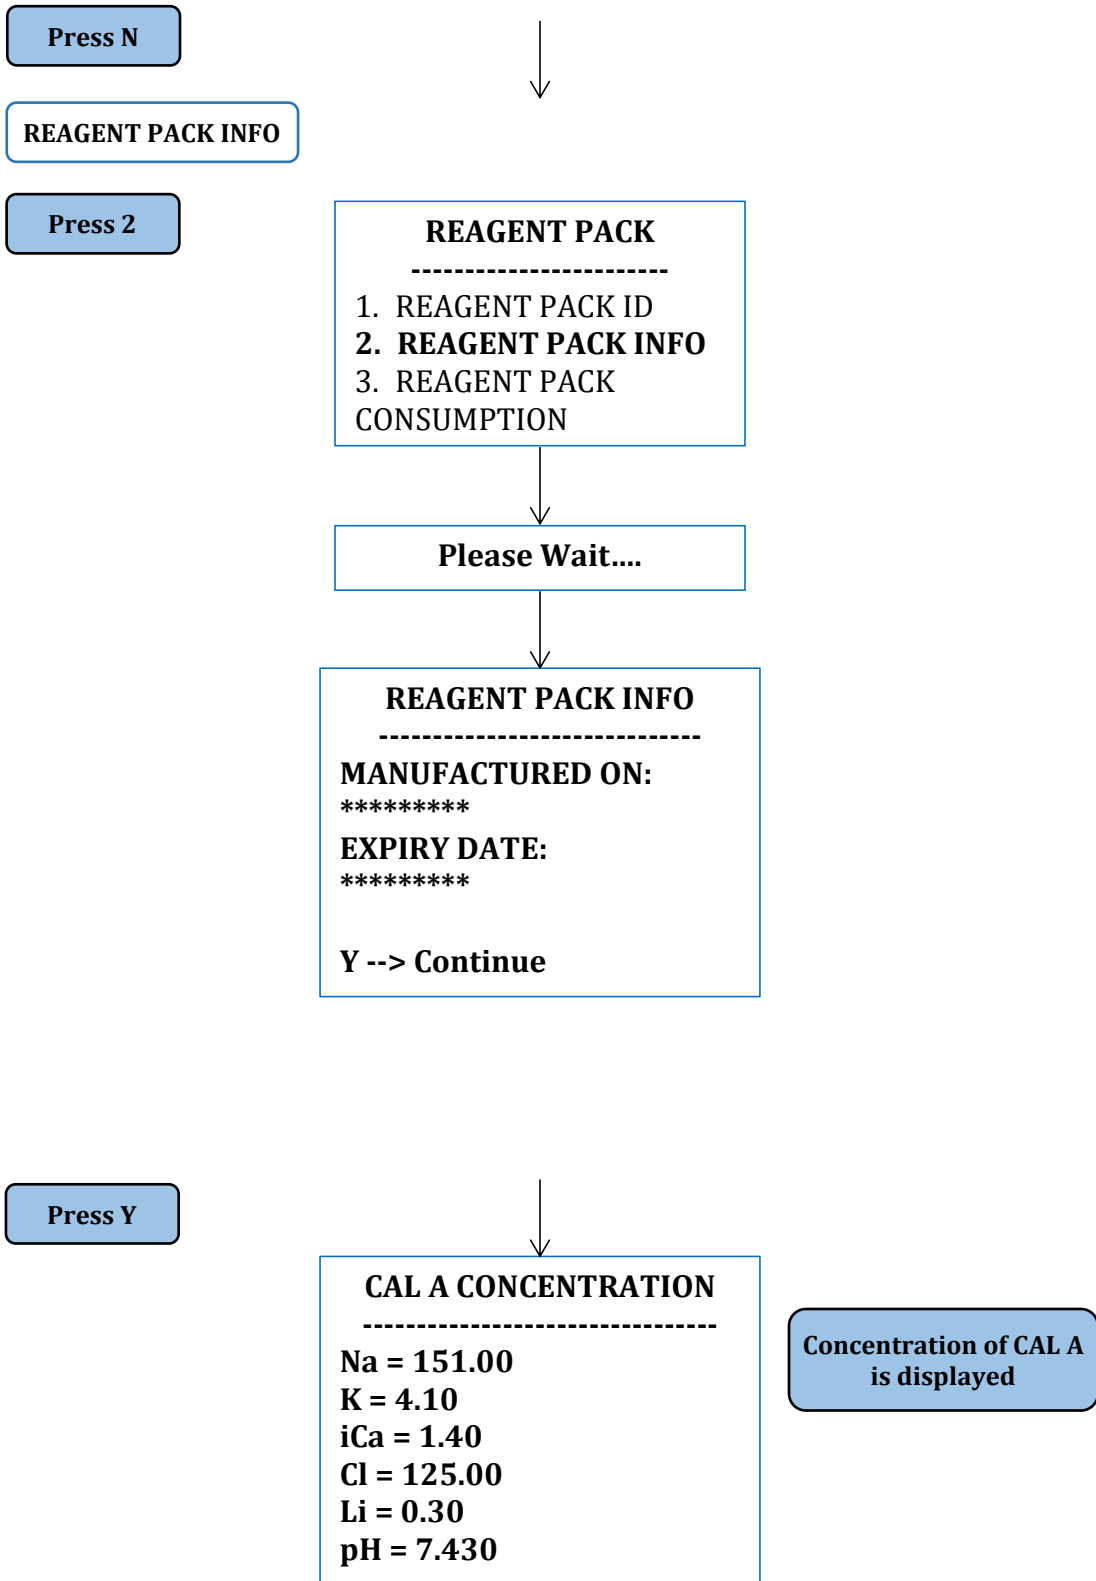 Press N
REAGENT PACK INFO
Press 2
REAGENT PACK
------------------------
1. REAGENT PACK ID
2. REAGENT PACK INFO
3. REAGENT PACK
CONSUMPTION
Please Wait....
REAGENT PACK INFO
------------------------------
MANUFACTURED ON:
*********
EXPIRY DATE:
*********
Y --> Continue
Press Y
CAL A CONCENTRATION
---------------------------------
Na = 151.00
K = 4.10
iCa = 1.40
Cl = 125.00
Li = 0.30
pH = 7.430
Concentration of CAL A
is displayed